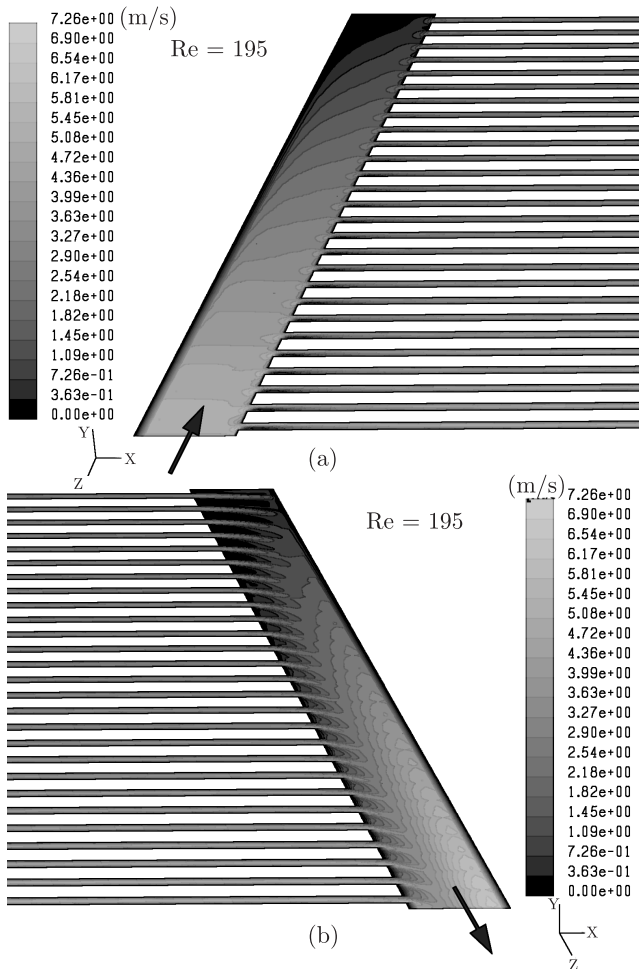 7.26e+00 (m/s)
6.90e+00
6.54e+00
6.17e+00
5.81e+00
5.45e+00
5.08e+00
4.72e+00
4.36e+00
3.99e+00
3.63e+00
3.27e+00
2.90e+00
2.54e+00
2.18e+00
1.82e+00
1.45e+00
1.09e+00
7.26e-01
3.63e-01
0.00e+00
Re = 195
Y
X
Z
(a)
(m/s)
7.26e+00
6.90e+00
6.54e+00
6.17e+00
5.81e+00
5.45e+00
5.08e+00
4.72e+00
4.36e+00
3.99e+00
3.63e+00
3.27e+00
2.90e+00
2.54e+00
2.18e+00
1.82e+00
1.45e+00
1.09e+00
7.26e-01
3.63e-01
0.00e+00
Re = 195
Y
X
Z
(b)